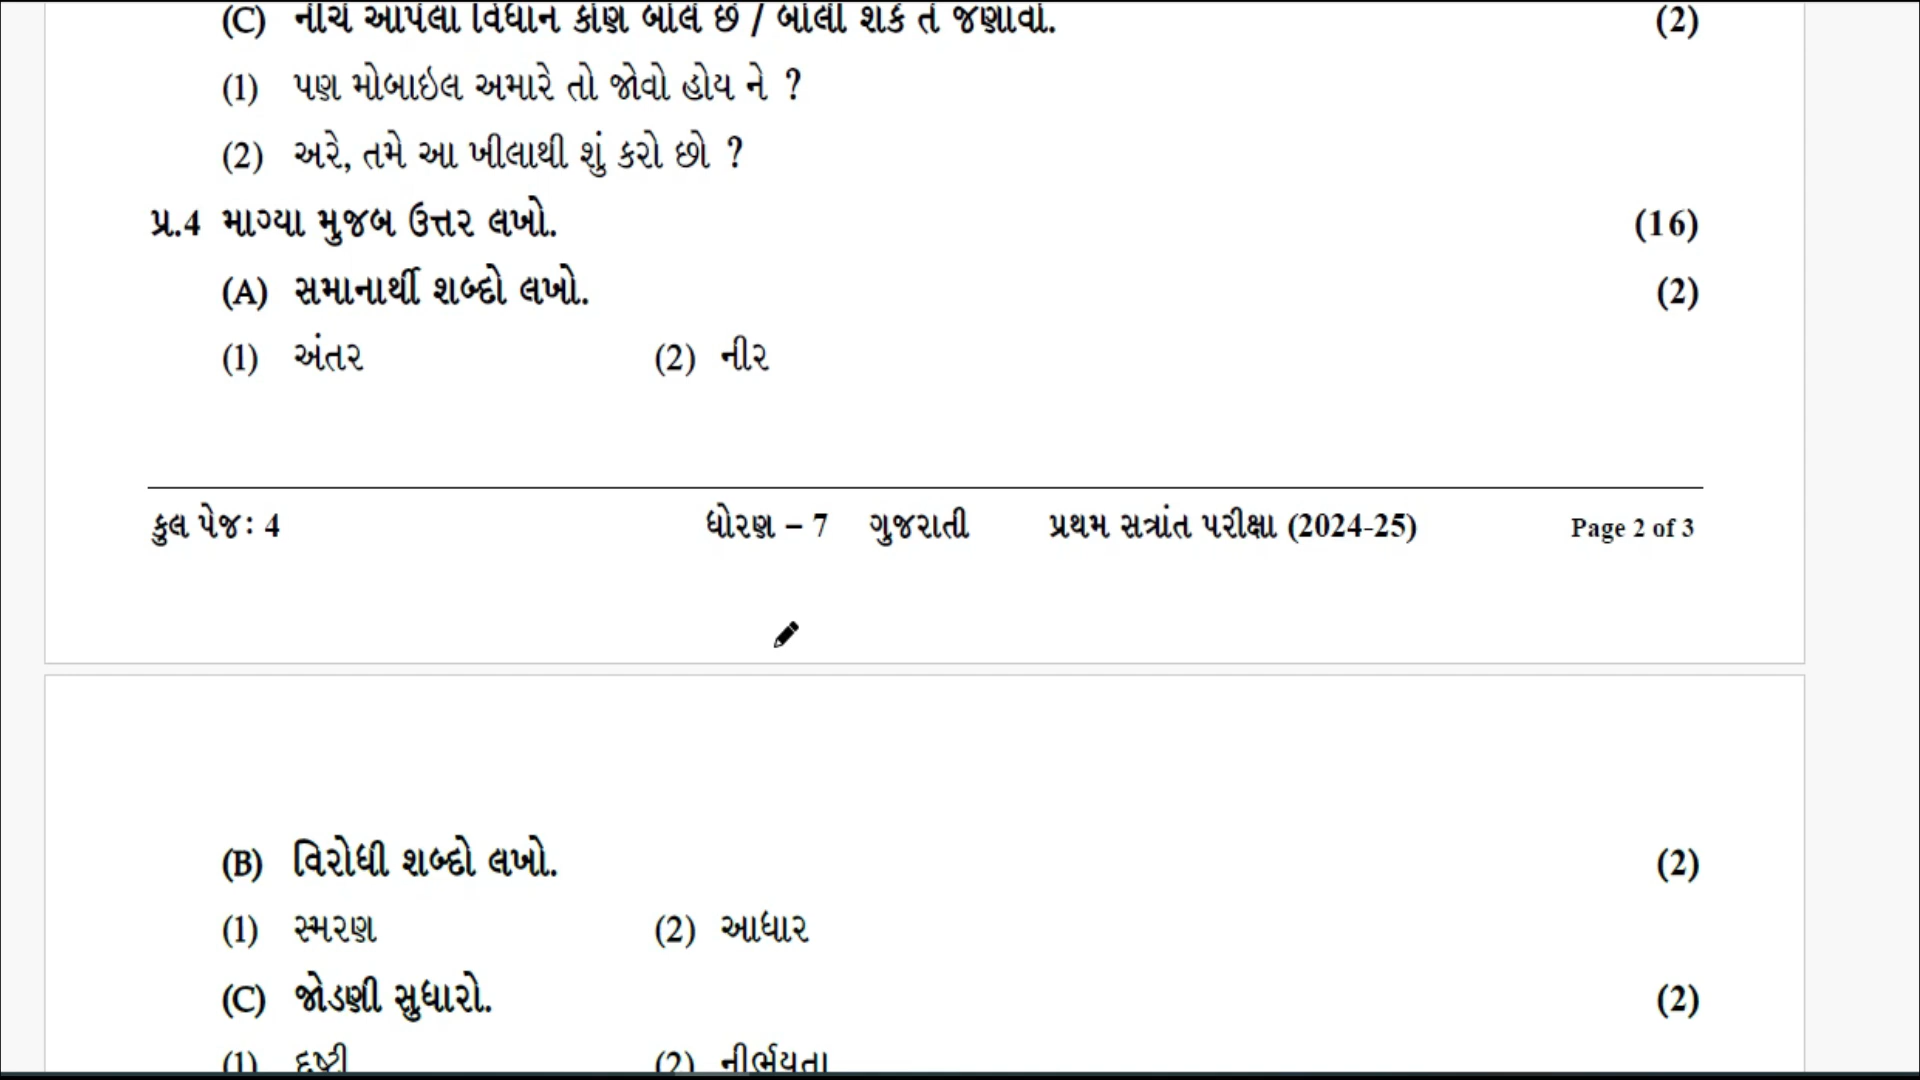 (C) નીચે આપેલા વિધાન કોણ બોલે છે / બોલી શકે તે જણાવો. (2)
(1) પણ મોબાઇલ અમારે તો જોવો હોય ને ?
(2) અરે, તમે આ ખીલાથી શું કરો છો ?
પ્ર.4 માગ્યા મુજબ ઉત્તર લખો. (16)
(A) સમાનાર્થી શબ્દો લખો. (2)
(1) અંતર (2) નીર
કુલ પેજ: 4 ધોરણ – 7 ગુજરાતી પ્રથમ સત્રાંત પરીક્ષા (2024-25) Page 2 of 3
(B) વિરોધી શબ્દો લખો. (2)
(1) સ્મરણ (2) આધાર
(C) જોડણી સુધારો. (2)
(1) દ્રષ્ટી (2) નીર્ભયતા